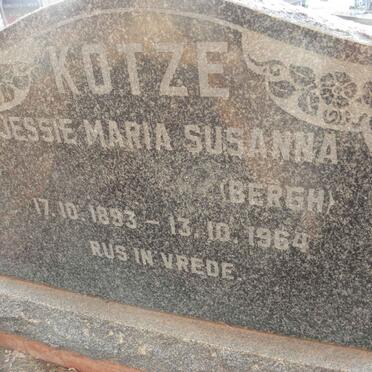 KOTZE
JESSIE MARIA SUSANNA
(BERGH)
17.10.1893 – 13.10.1964
RUS IN VREDE.